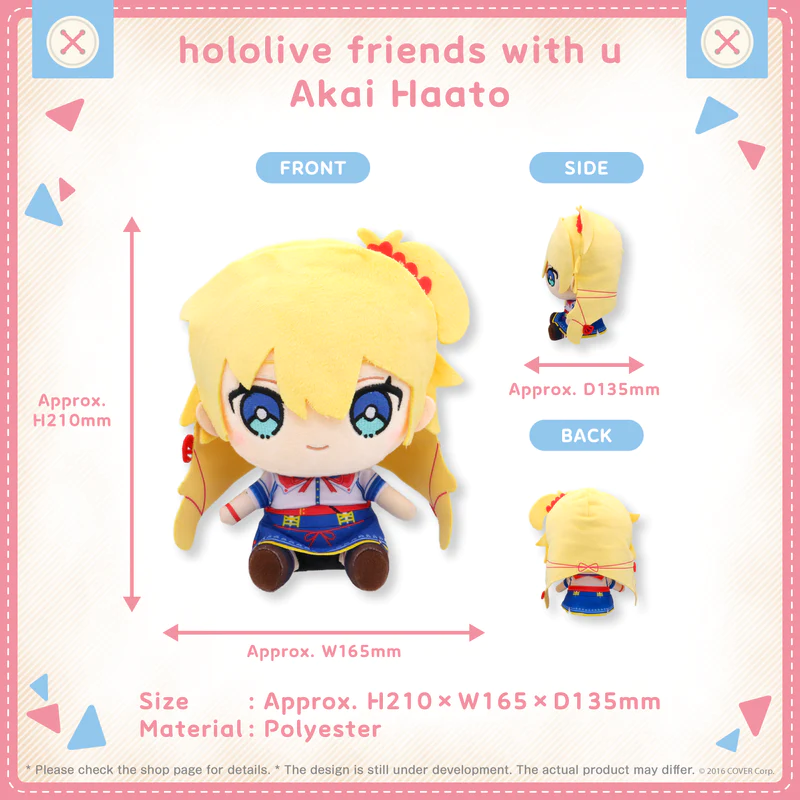 hololive friends with u
Akai Haato
FRONT
SIDE
Approx.
H210mm
Approx. D135mm
BACK
Approx. W165mm
Size : Approx. H210×W165×D135mm
Material : Polyester
* Please check the shop page for details. * The design is still under development. The actual product may differ. © 2016 COVER Corp.